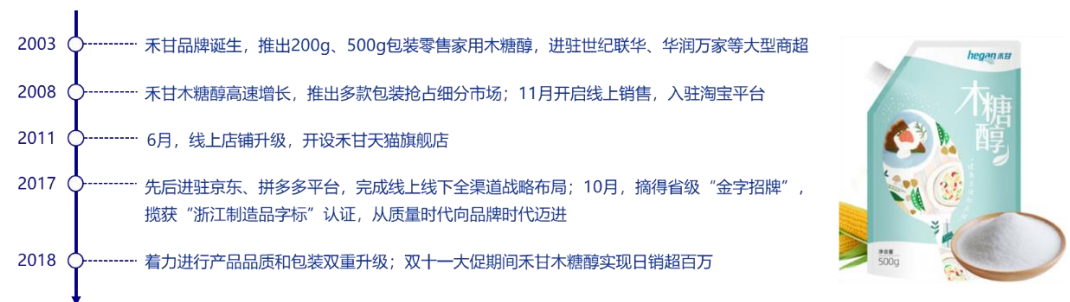 2003
禾甘品牌诞生，推出200g、500g包装零售家用木糖醇，进驻世纪联华、华润万家等大型商超
2008
禾甘木糖醇高速增长，推出多款包装抢占细分市场；11月开启线上销售，入驻淘宝平台
2011
6月，线上店铺升级，开设禾甘天猫旗舰店
2017
先后进驻京东、拼多多平台，完成线上线下全渠道战略布局；10月，摘得省级“金字招牌”，
揽获“浙江制造品字标”认证，从质量时代向品牌时代迈进
2018
着力进行产品品质和包装双重升级；双十一大促期间禾甘木糖醇实现日销超百万
hegan禾甘
木糖醇
净含量
500g